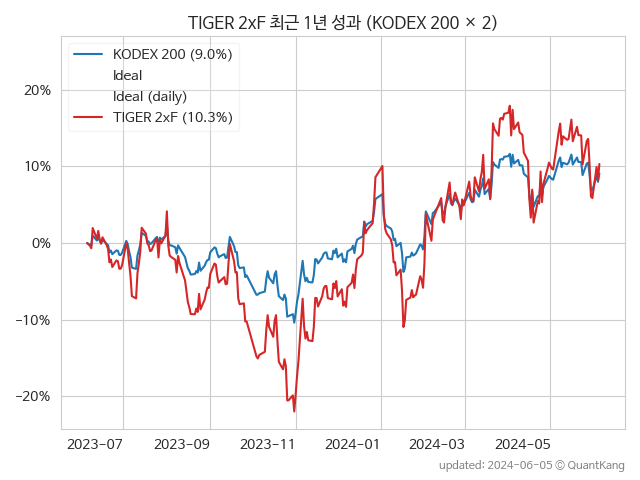 TIGER 2xF 최근 1년 성과 (KODEX 200 × 2)
KODEX 200 (9.0%)
Ideal
Ideal (daily)
TIGER 2xF (10.3%)
20%
10%
0%
−10%
−20%
2023-07 2023-09 2023-11 2024-01 2024-03 2024-05
updated: 2024-06-05 © QuantKang